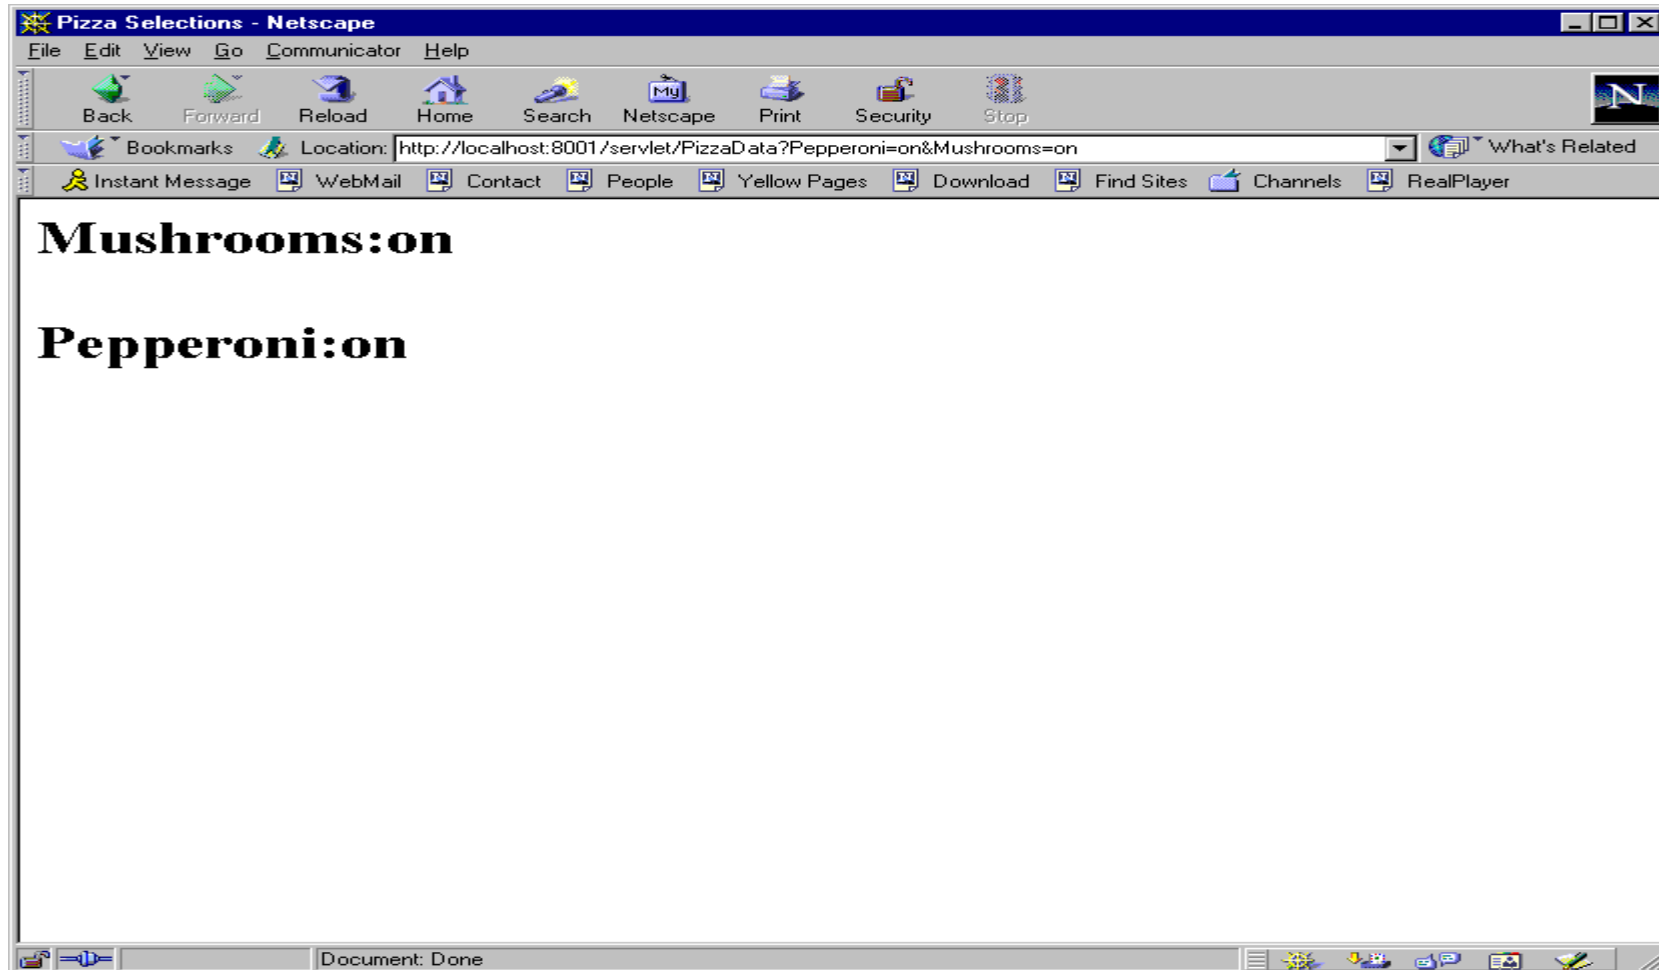 Pizza Selections - Netscape
File Edit View Go Communicator Help
My N
Back Forward Reload Home Search Netscape Print Security Stop
Bookmarks Location: http://localhost:8001/servlet/PizzaData?Pepperoni=on&Mushrooms=on What's Related
Instant Message WebMail Contact People Yellow Pages Download Find Sites Channels RealPlayer
Mushrooms:on
Pepperoni:on
Document: Done